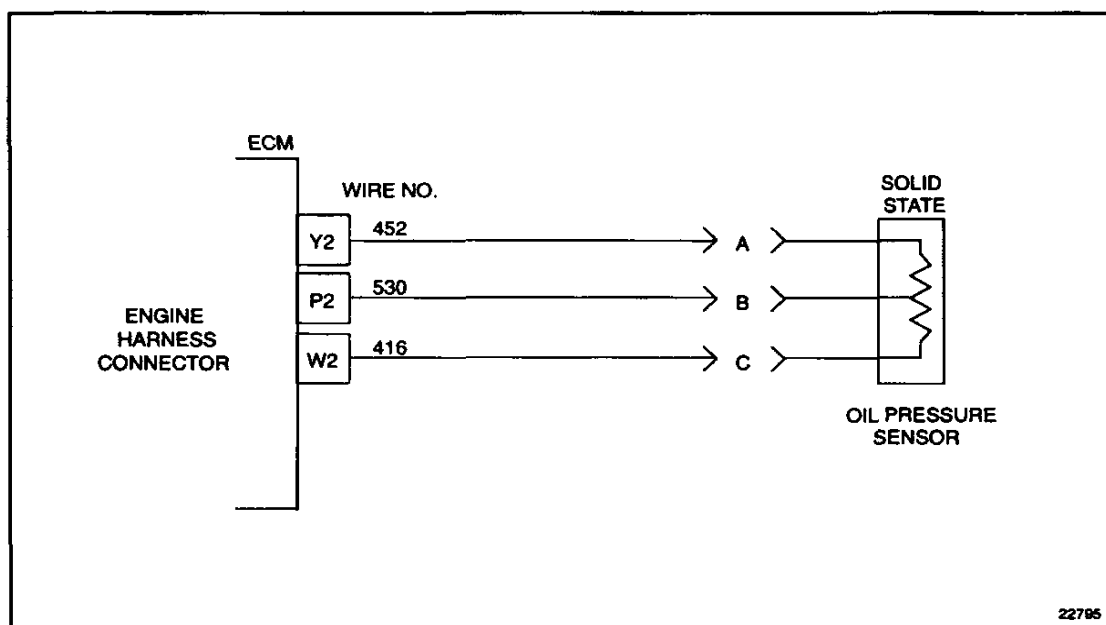 ECM
WIRE NO.
Y2
452
A
P2
530
B
W2
416
C
ENGINE
HARNESS
CONNECTOR
SOLID
STATE
OIL PRESSURE
SENSOR
22795